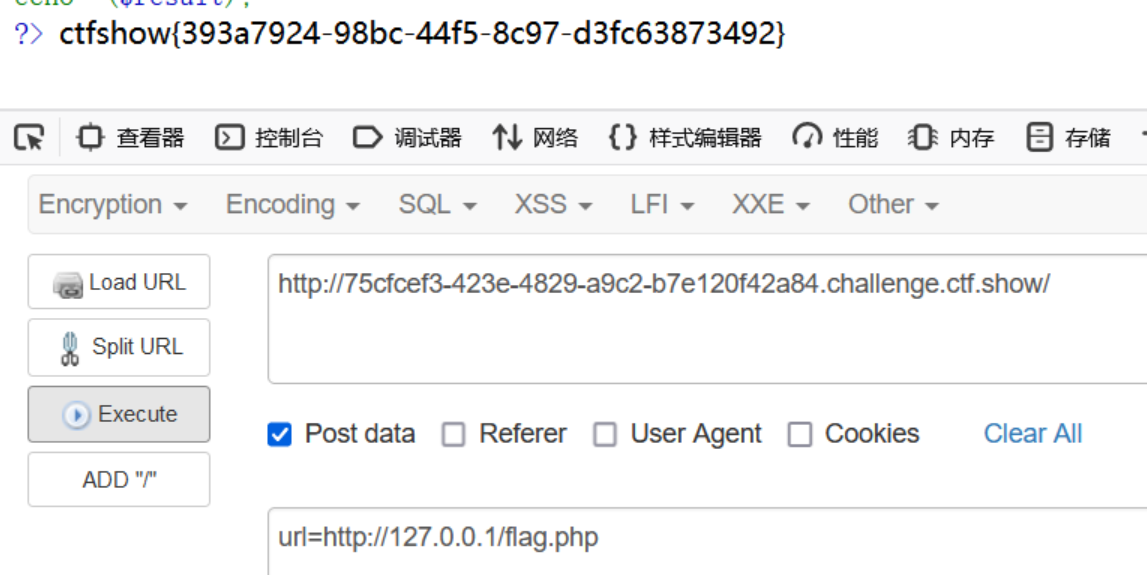 echo ($result);
?> ctfshow{393a7924-98bc-44f5-8c97-d3fc63873492}
查看器 控制台 调试器 网络 {} 样式编辑器 性能 内存 存储
Encryption Encoding SQL XSS LFI XXE Other
Load URL
http://75cfcef3-423e-4829-a9c2-b7e120f42a84.challenge.ctf.show/
Split URL
Execute
Post data Referer User Agent Cookies Clear All
ADD "/"
url=http://127.0.0.1/flag.php